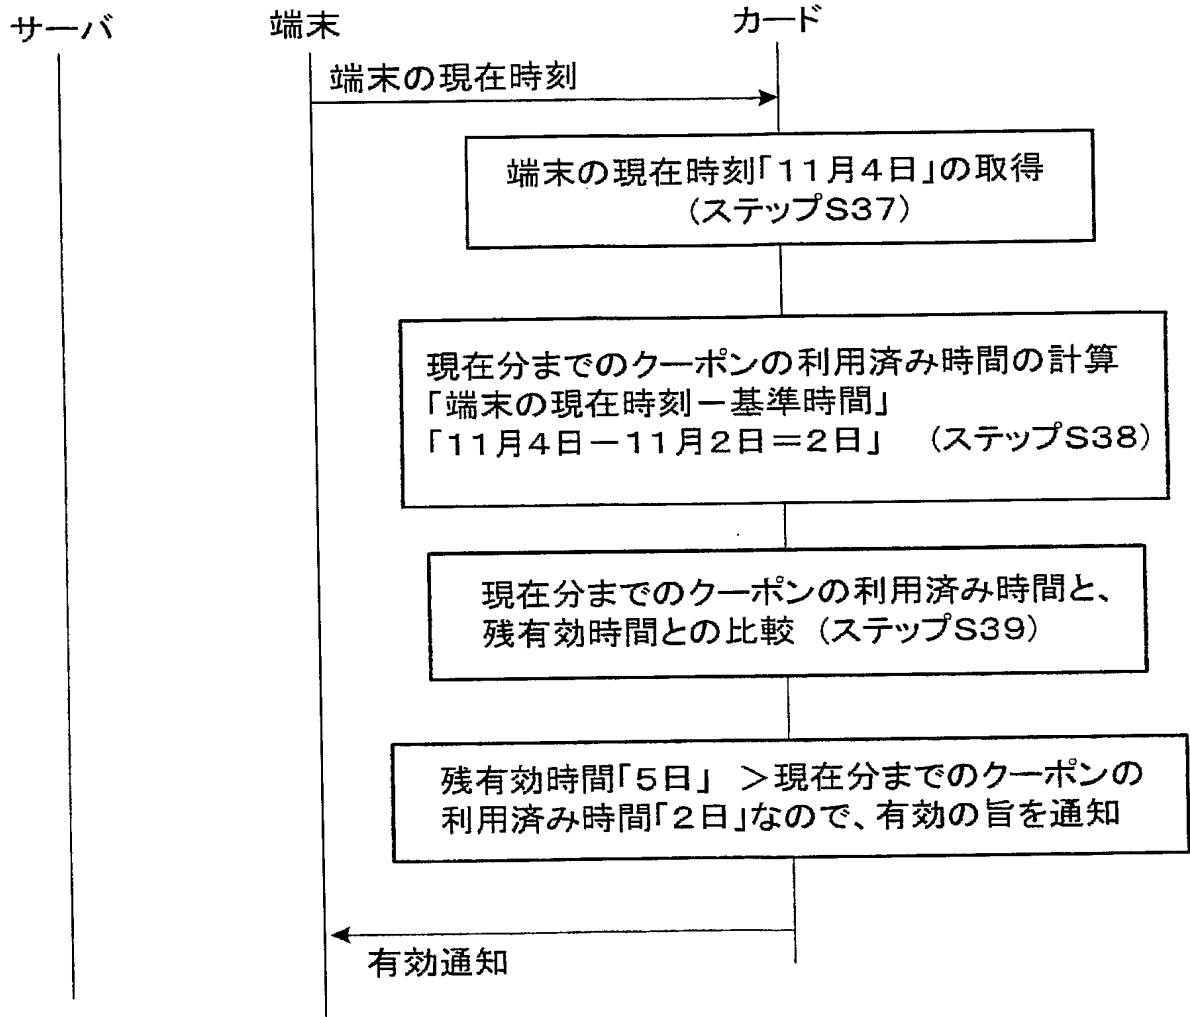 サーバ
端末
カード
端末の現在時刻
端末の現在時刻「11月4日」の取得
(ステップS37)
現在分までのクーポンの利用済み時間の計算
「端末の現在時刻-基準時間」
「11月4日-11月2日=2日」 (ステップS38)
現在分までのクーポンの利用済み時間と、
残有効時間との比較 (ステップS39)
残有効時間「5日」 >現在分までのクーポンの
利用済み時間「2日」なので、有効の旨を通知
有効通知